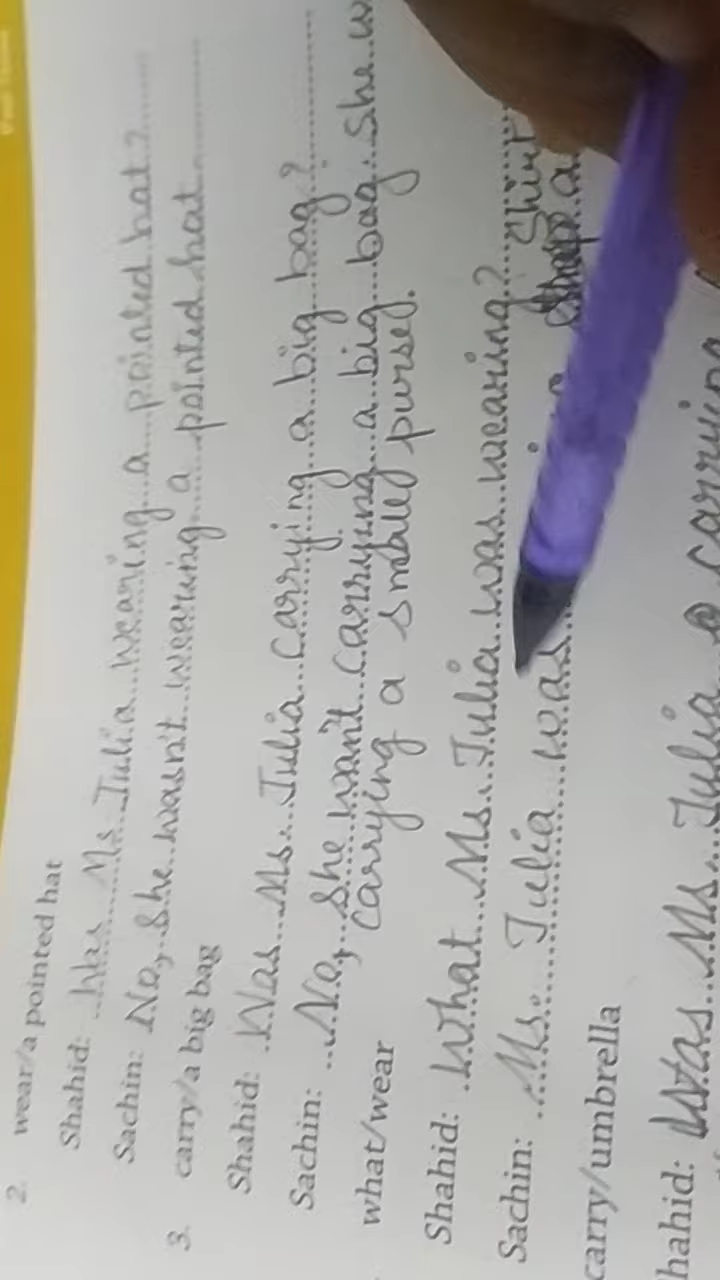 2. wear/a pointed hat
Shahid: Was Ms. Julia wearing a pointed hat?
Sachin: No, She wasn't wearing a pointed hat.
3. carry/a big bag
Shahid: Was Ms. Julia carrying a big bag?
Sachin: No, She wan't carrying a big bag. She w
carrying a small purse.
what/wear
Shahid: What Ms. Julia was wearing?
Sachin: Ms. Julia was a Shirt
carry/umbrella
hahid: Was Ms. Julia a carrying